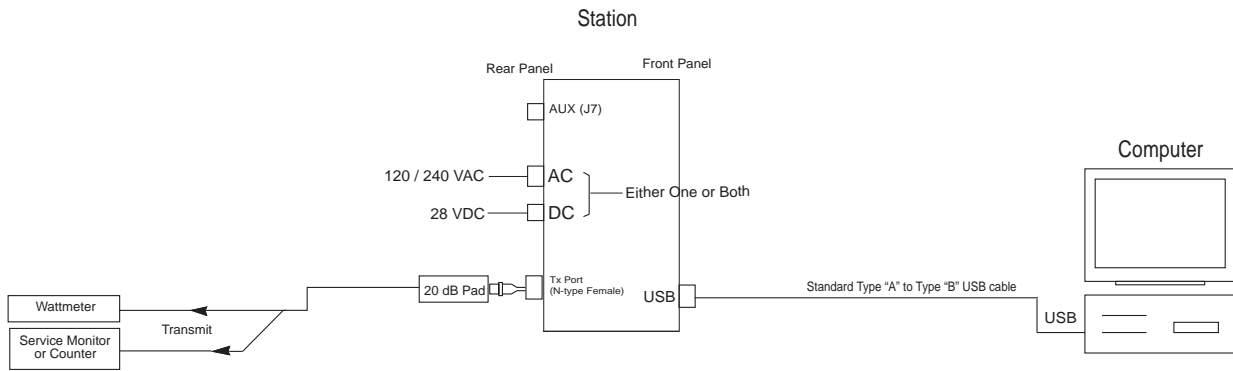 Station
Rear Panel
Front Panel
AUX (J7)
120 / 240 VAC
AC
Either One or Both
28 VDC
DC
Computer
20 dB Pad
Tx Port
(N-type Female)
USB
Standard Type “A” to Type “B” USB cable
USB
Wattmeter
Transmit
Service Monitor
or Counter